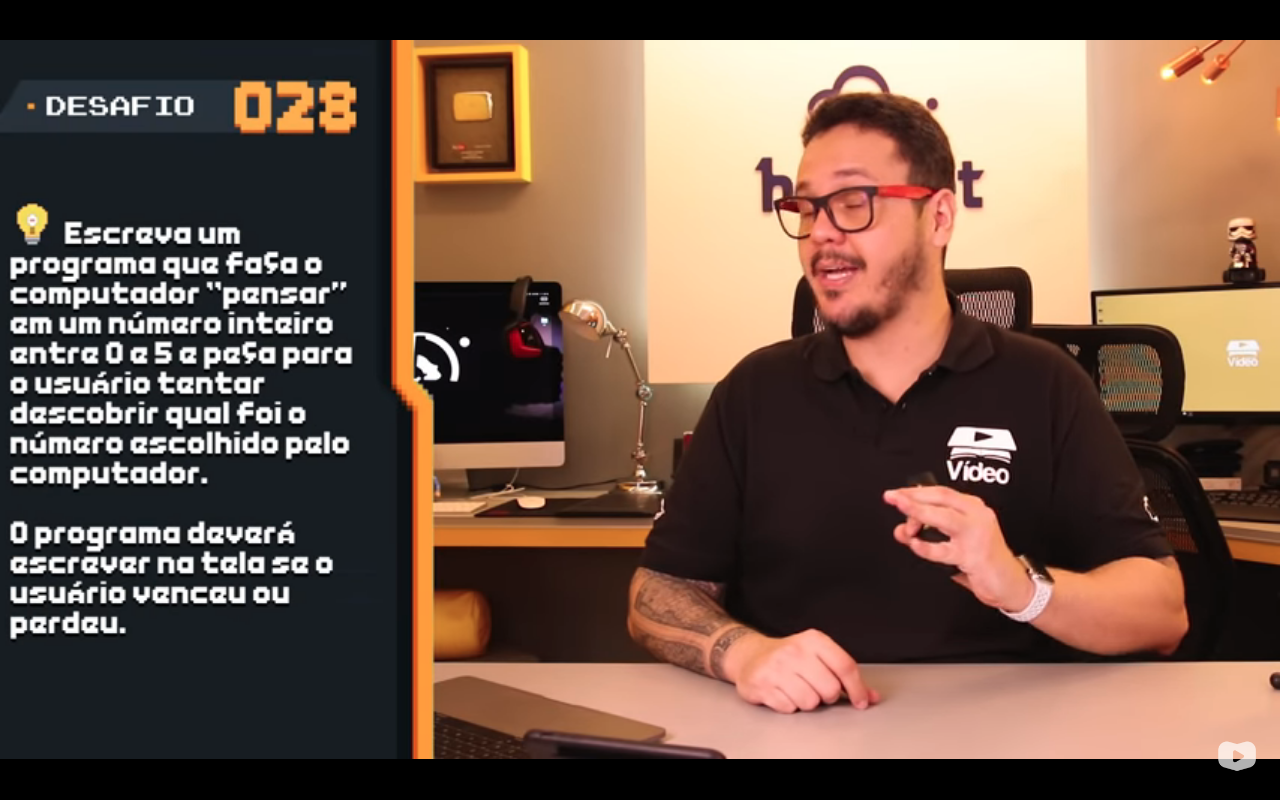 DESAFIO 028
Escreva um
programa que faça o
computador “pensar”
em um número inteiro
entre 0 e 5 e peça para
o usuário tentar
descobrir qual foi o
número escolhido pelo
computador.
O programa deverá
escrever na tela se o
usuário venceu ou
perdeu.
Vídeo
Vídeo